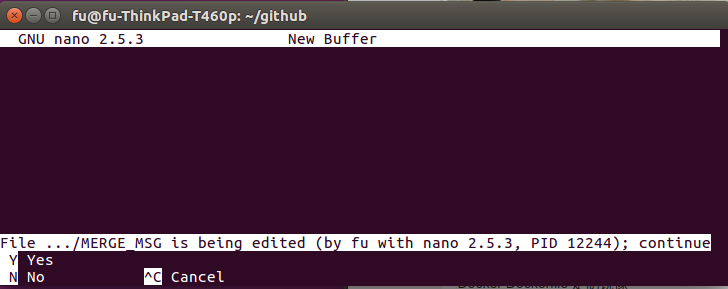 fu@fu-ThinkPad-T460p: ~/github
GNU nano 2.5.3 New Buffer
File .../MERGE_MSG is being edited (by fu with nano 2.5.3, PID 12244); continue
Y Yes
N No ^C Cancel